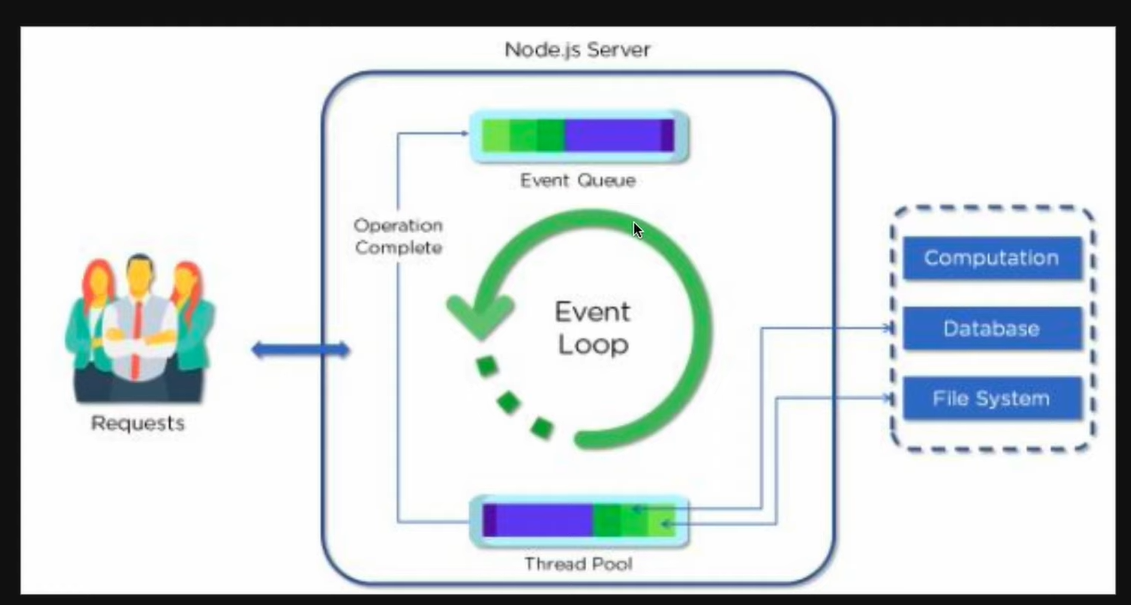 Node.js Server
Event Queue
Operation
Complete
Event
Loop
Requests
Thread Pool
Computation
Database
File System